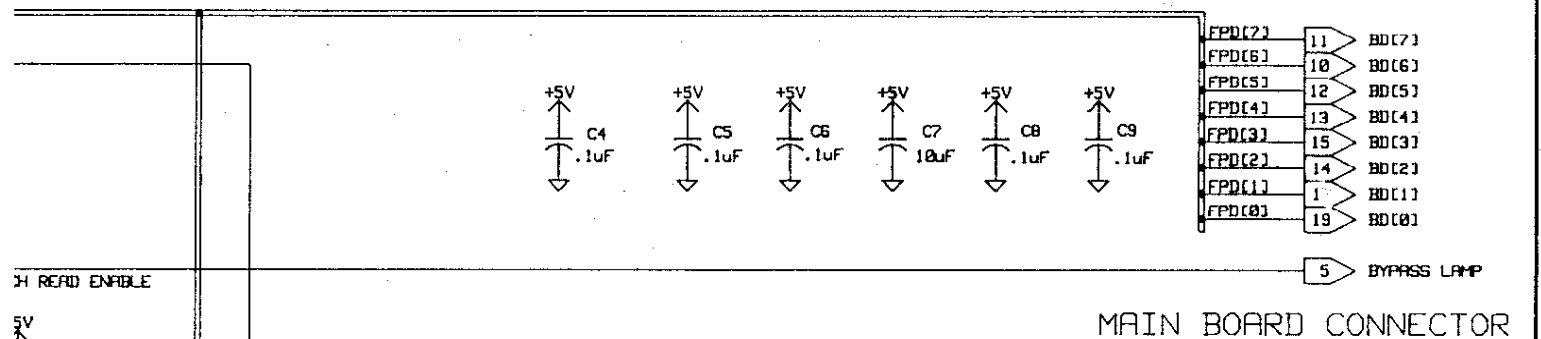 FPD[7] 11 BD[7]
FPD[6] 10 BD[6]
FPD[5] 12 BD[5]
FPD[4] 13 BD[4]
FPD[3] 15 BD[3]
FPD[2] 14 BD[2]
FPD[1] BD[1]
FPD[0] 19 BD[0]
+5V +5V +5V +5V +5V +5V
C4 C5 C6 C7 C8 C9
.1uF .1uF .1uF 10uF .1uF .1uF
5 BYPASS LAMP
CH READ ENABLE
5V
MAIN BOARD CONNECTOR